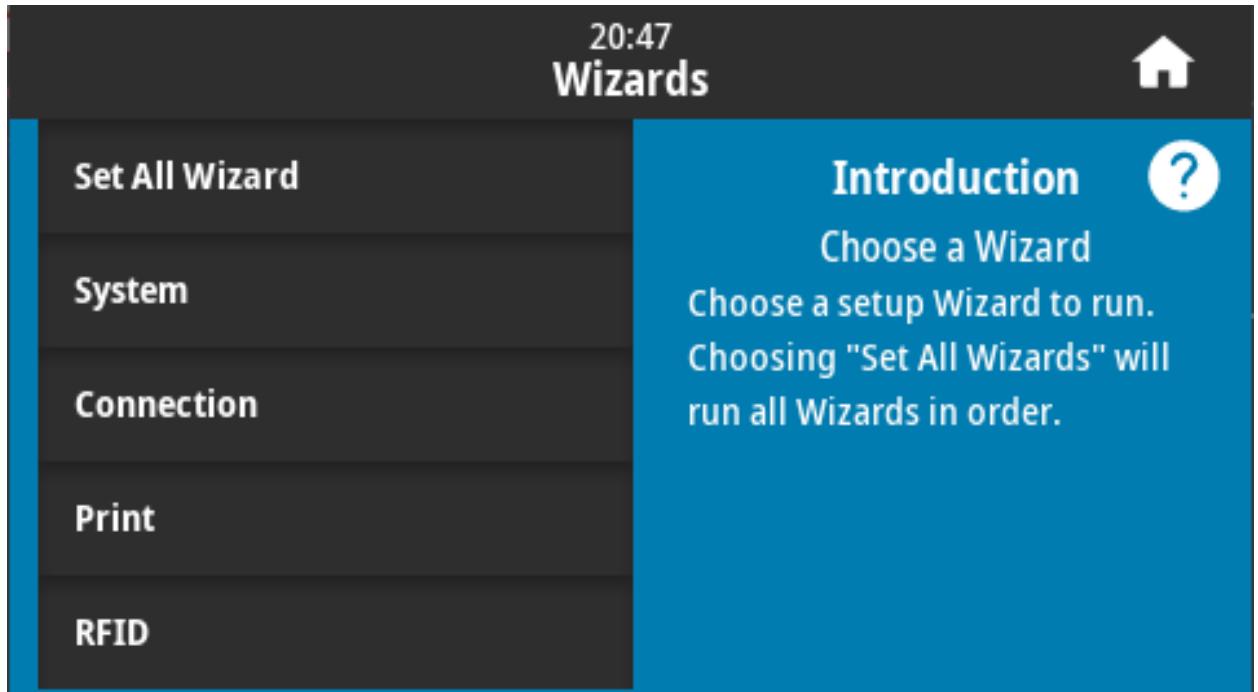 20:47
Wizards
Set All Wizard
System
Connection
Print
RFID
Introduction
?
Choose a Wizard
Choose a setup Wizard to run.
Choosing "Set All Wizards" will
run all Wizards in order.